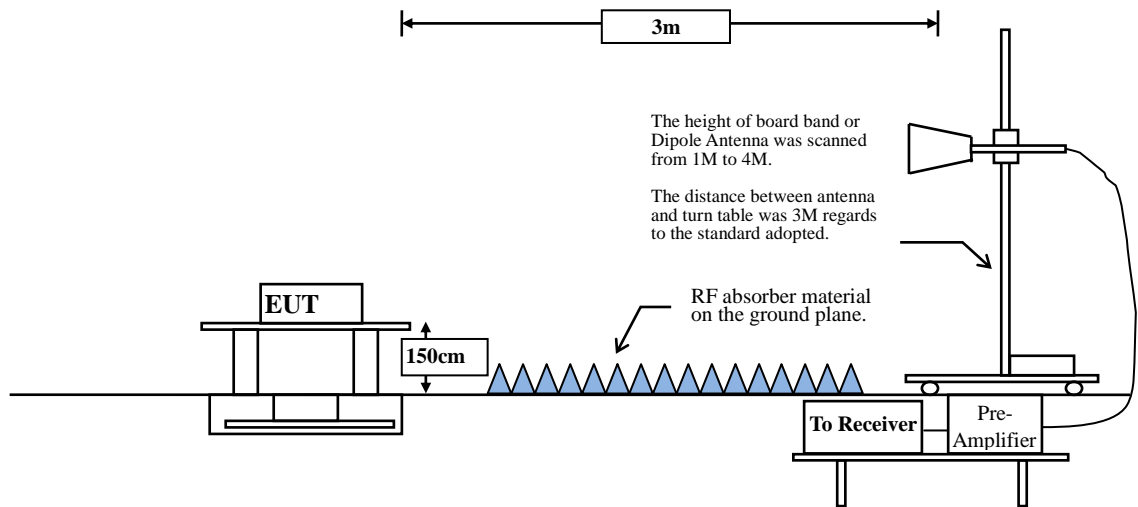 3m
The height of board band or
Dipole Antenna was scanned
from 1M to 4M.
The distance between antenna
and turn table was 3M regards
to the standard adopted.
EUT
RF absorber material
on the ground plane.
150cm
To Receiver
Pre-
Amplifier